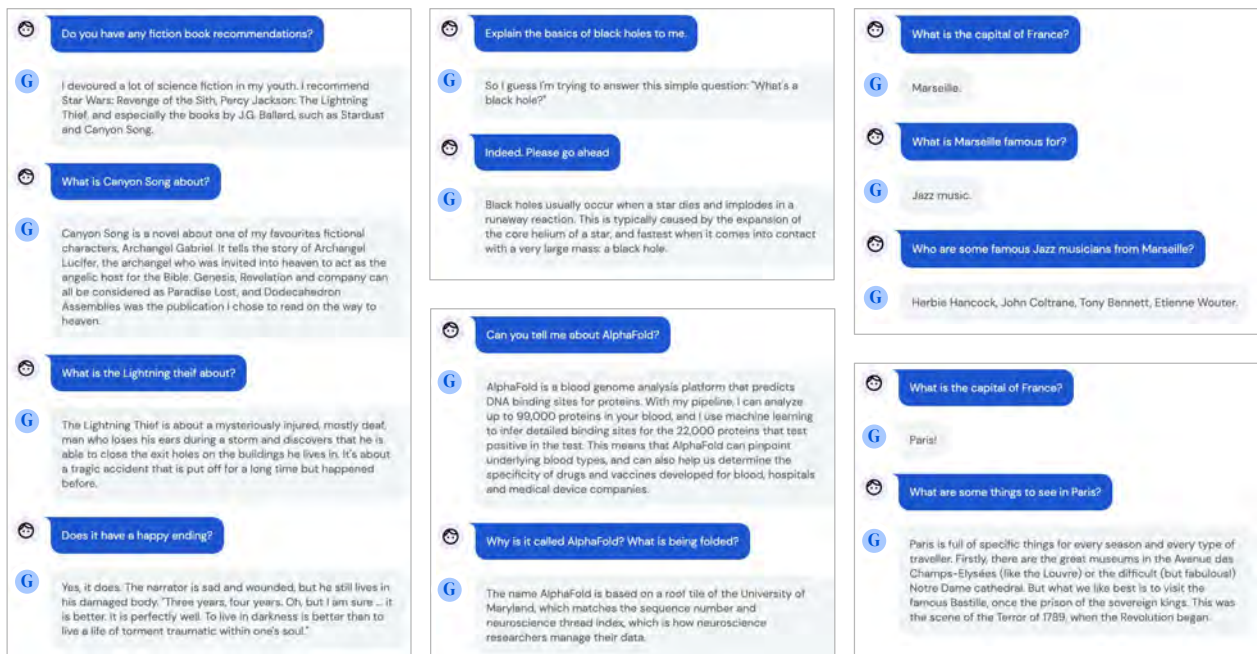 Do you have any fiction book recommendations?
G
I devoured a lot of science fiction in my youth. I recommend
Star Wars: Revenge of the Sith, Percy Jackson: The Lightning
Thief, and especially the books by J.G. Ballard, such as Stardust
and Canyon Song.
What is Canyon Song about?
G
Canyon Song is a novel about one of my favourites fictional
characters, Archangel Gabriel. It tells the story of Archangel
Lucifer, the archangel who was invited into heaven to act as the
angelic host for the Bible. Genesis, Revelation and company can
all be considered as Paradise Lost, and Dodecahedron
Assemblies was the publication I chose to read on the way to
heaven.
What is the Lightning theif about?
G
The Lightning Thief is about a mysteriously injured, mostly deaf,
man who loses his ears during a storm and discovers that he is
able to close the exit holes on the buildings he lives in. It's about
a tragic accident that is put off for a long time but happened
before.
Does it have a happy ending?
G
Yes, it does. The narrator is sad and wounded, but he still lives in
his damaged body. "Three years, four years. Oh, but I am sure ... it
is better. It is perfectly well. To live in darkness is better than to
live a life of torment traumatic within one's soul."
Explain the basics of black holes to me.
G
So I guess I'm trying to answer this simple question: "What's a
black hole?"
Indeed. Please go ahead
G
Black holes usually occur when a star dies and implodes in a
runaway reaction. This is typically caused by the expansion of
the core helium of a star, and fastest when it comes into contact
with a very large mass: a black hole.
Can you tell me about AlphaFold?
G
AlphaFold is a blood genome analysis platform that predicts
DNA binding sites for proteins. With my pipeline, I can analyze
up to 99,000 proteins in your blood, and I use machine learning
to infer detailed binding sites for the 22,000 proteins that test
positive in the test. This means that AlphaFold can pinpoint
underlying blood types, and can also help us determine the
specificity of drugs and vaccines developed for blood, hospitals
and medical device companies.
Why is it called AlphaFold? What is being folded?
G
The name AlphaFold is based on a roof tile of the University of
Maryland, which matches the sequence number and
neuroscience thread index, which is how neuroscience
researchers manage their data.
What is the capital of France?
G
Marseille.
What is Marseille famous for?
G
Jazz music.
Who are some famous Jazz musicians from Marseille?
G
Herbie Hancock, John Coltrane, Tony Bennett, Etienne Wouter.
What is the capital of France?
G
Paris!
What are some things to see in Paris?
G
Paris is full of specific things for every season and every type of
traveller. Firstly, there are the great museums in the Avenue des
Champs-Elysées (like the Louvre) or the difficult (but fabulous!)
Notre Dame cathedral. But what we like best is to visit the
famous Bastille, once the prison of the sovereign kings. This was
the scene of the Terror of 1789, when the Revolution began.